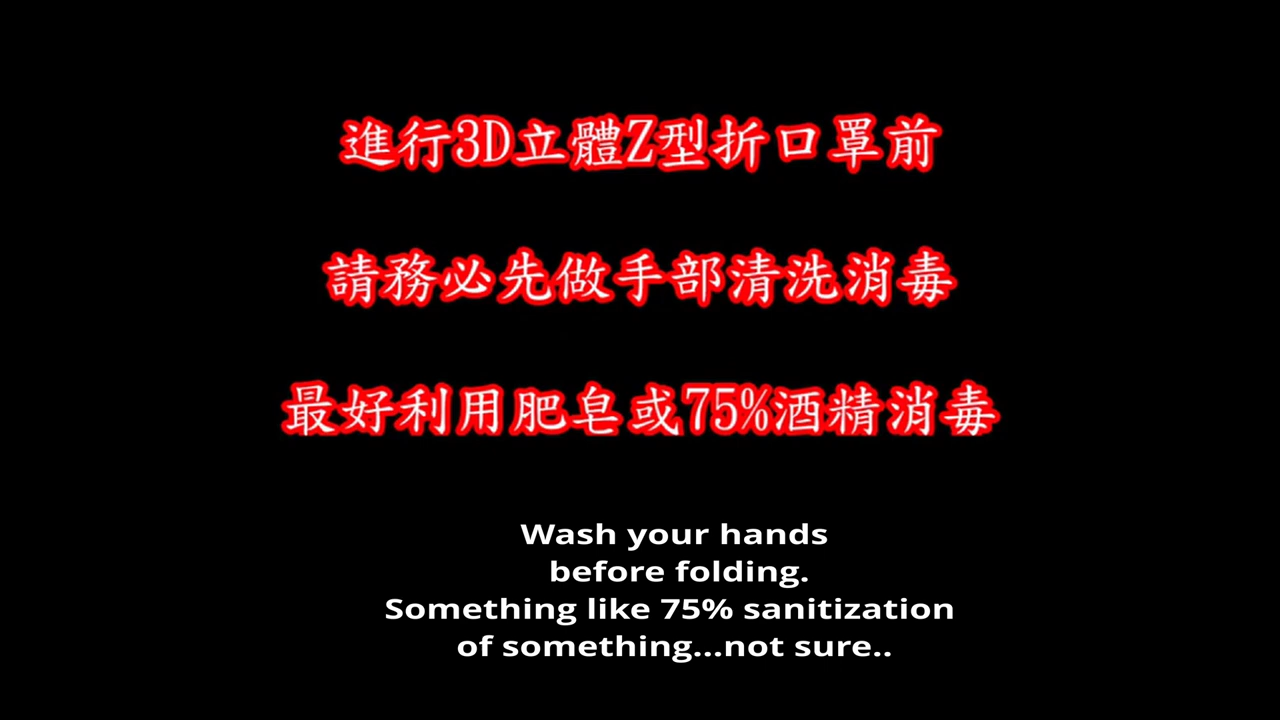 進行3D立體Z型折口罩前
請務必先做手部清洗消毒
最好利用肥皂或75%酒精消毒
Wash your hands
before folding.
Something like 75% sanitization
of something...not sure..